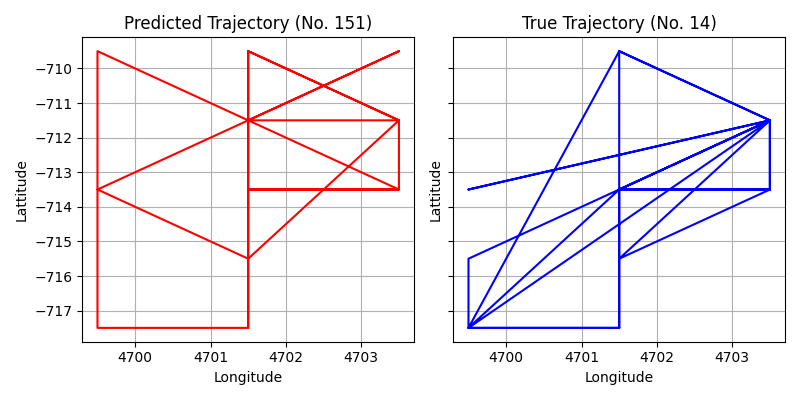 Predicted Trajectory (No. 151)
True Trajectory (No. 14)
Lattitude
−710
−711
−712
−713
−714
−715
−716
−717
4700
4701
4702
4703
Longitude
Lattitude
4700
4701
4702
4703
Longitude